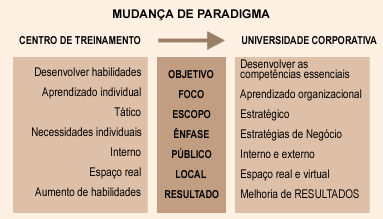 MUDANÇA DE PARADIGMA
CENTRO DE TREINAMENTO UNIVERSIDADE CORPORATIVA
Desenvolver habilidades OBJETIVO Desenvolver as competências essenciais
Aprendizado individual FOCO Aprendizado organizacional
Tático ESCOPO Estratégico
Necessidades individuais ÊNFASE Estratégias de Negócio
Interno PÚBLICO Interno e externo
Espaço real LOCAL Espaço real e virtual
Aumento de habilidades RESULTADO Melhoria de RESULTADOS